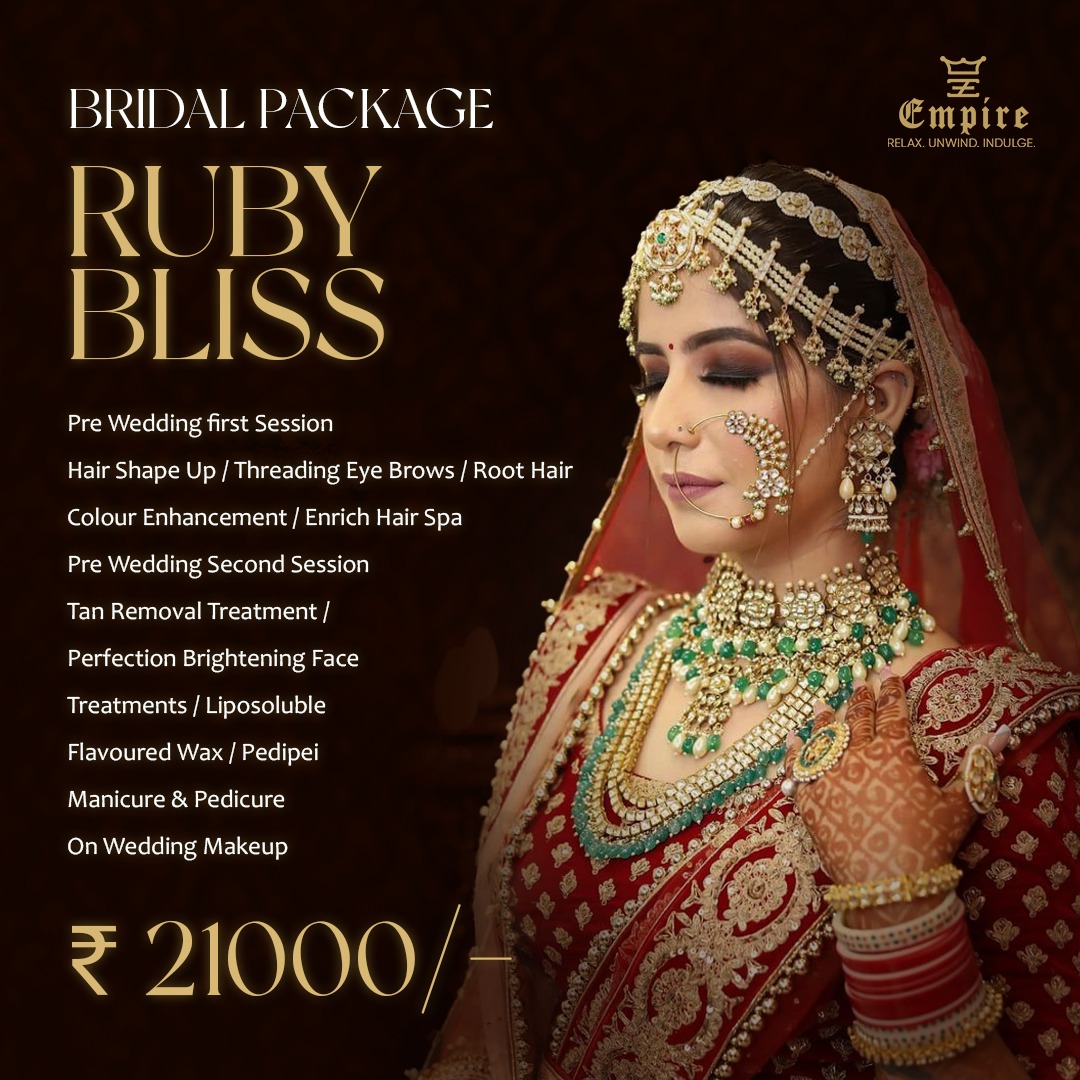 BRIDAL PACKAGE
RUBY
BLISS
Empire
RELAX. UNWIND. INDULGE.
Pre Wedding first Session
Hair Shape Up / Threading Eye Brows / Root Hair
Colour Enhancement / Enrich Hair Spa
Pre Wedding Second Session
Tan Removal Treatment /
Perfection Brightening Face
Treatments / Liposoluble
Flavoured Wax / Pedipei
Manicure & Pedicure
On Wedding Makeup
₹ 21000/-